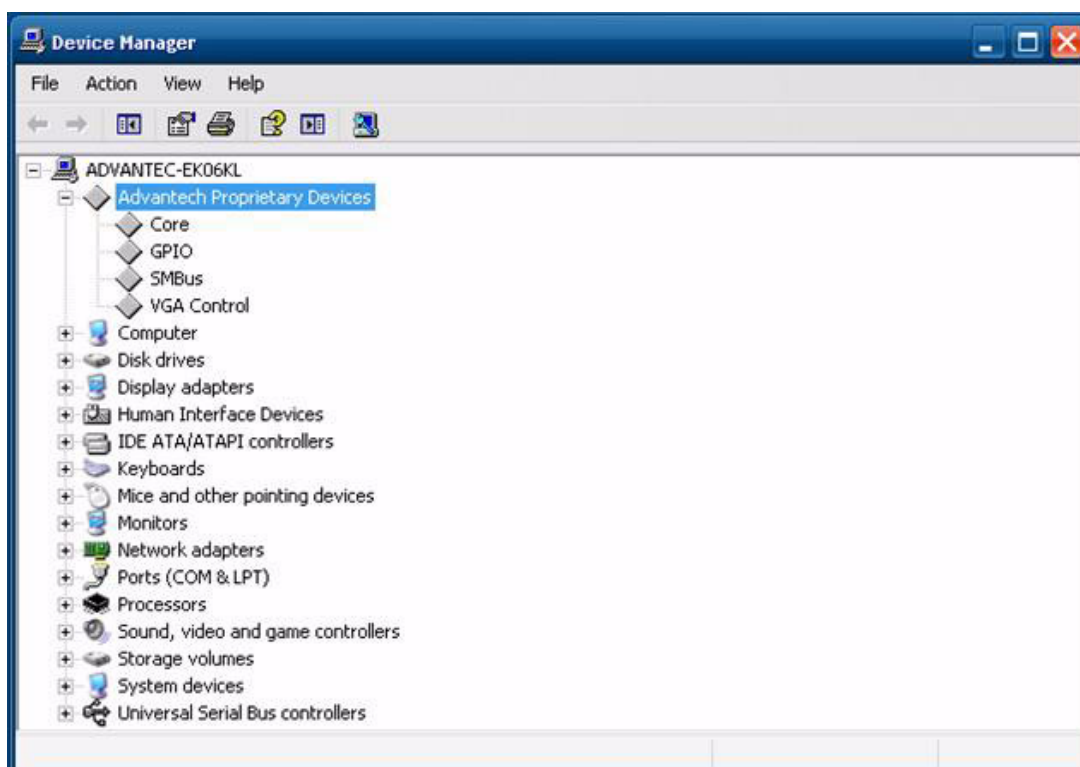 Device Manager
File Action View Help
ADVANTEC-EK06KL
Advantech Proprietary Devices
Core
GPIO
SMBus
VGA Control
Computer
Disk drives
Display adapters
Human Interface Devices
IDE ATA/ATAPI controllers
Keyboards
Mice and other pointing devices
Monitors
Network adapters
Ports (COM & LPT)
Processors
Sound, video and game controllers
Storage volumes
System devices
Universal Serial Bus controllers